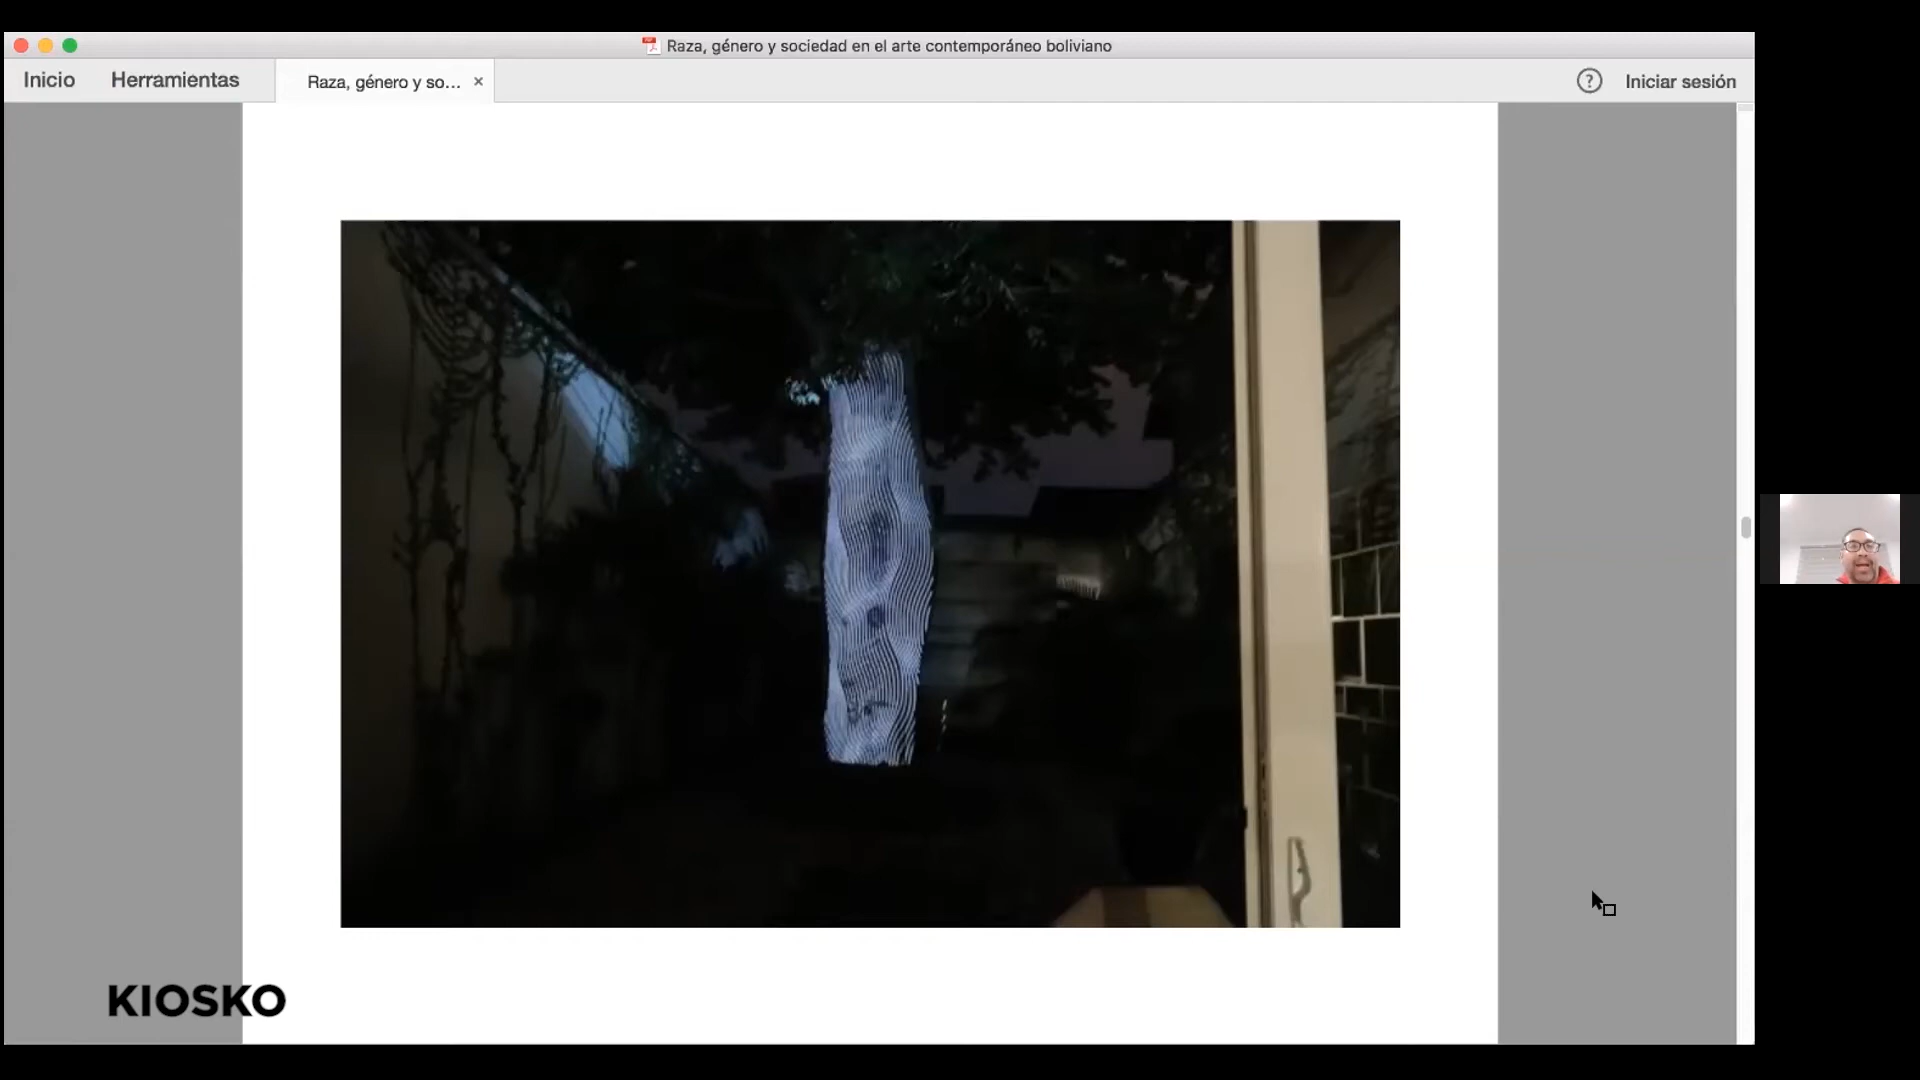 Raza, género y sociedad en el arte contemporáneo boliviano
Inicio
Herramientas
Raza, género y so... ×
?
Iniciar sesión
KIOSKO